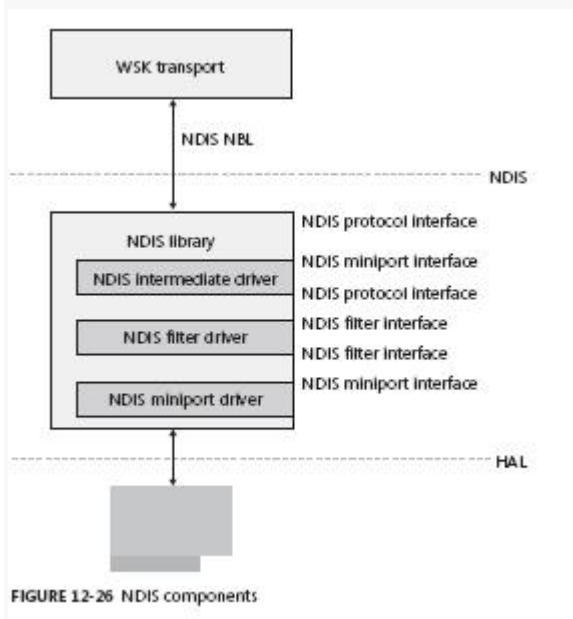 WSK transport
NDIS NBL
NDIS
NDIS protocol interface
NDIS library
NDIS miniport interface
NDIS intermediate driver
NDIS protocol interface
NDIS filter interface
NDIS filter driver
NDIS filter interface
NDIS miniport interface
NDIS miniport driver
HAL
FIGURE 12-26 NDIS components